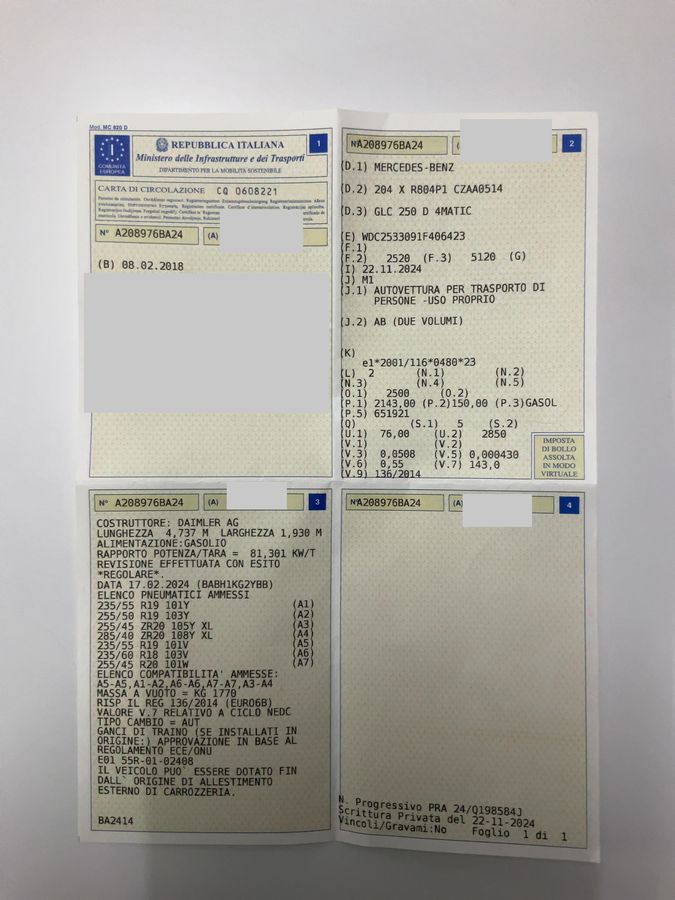 Mod. MC 820 D
COMUNITÀ
EUROPEA
REPUBBLICA ITALIANA
1
Ministero delle Infrastrutture e dei Trasporti
DIPARTIMENTO PER LA MOBILITÀ SOSTENIBILE
CARTA DI CIRCOLAZIONE CQ 0608221
N° A208976BA24 (A)
(B) 08.02.2018
N° A208976BA24 (
2
(D.1) MERCEDES-BENZ
(D.2) 204 X R804P1 CZAA0514
(D.3) GLC 250 D 4MATIC
(E) WDC2533091F406423
(F.1)
(F.2) 2520 (F.3) 5120 (G)
(I) 22.11.2024
(J) M1
(J.1) AUTOVETTURA PER TRASPORTO DI
PERSONE -USO PROPRIO
(J.2) AB (DUE VOLUMI)
(K)
e1*2001/116*0480*23
(L) 2 (N.1) (N.2)
(N.3) (N.4) (N.5)
(O.1) 2500 (O.2)
(P.1) 2143,00 (P.2)150,00 (P.3)GASOL
(P.5) 651921
(Q) (S.1) 5 (S.2)
(U.1) 76,00 (U.2) 2850
(V.1) (V.2)
(V.3) 0,0508 (V.5) 0,000430
(V.6) 0,55 (V.7) 143,0
(V.9) 136/2014
IMPOSTA
DI BOLLO
ASSOLTA
IN MODO
VIRTUALE
N° A208976BA24 (A)
3
COSTRUTTORE: DAIMLER AG
LUNGHEZZA 4,737 M LARGHEZZA 1,930 M
ALIMENTAZIONE:GASOLIO
RAPPORTO POTENZA/TARA = 81,301 KW/T
REVISIONE EFFETTUATA CON ESITO
*REGOLARE*.
DATA 17.02.2024 (BABH1KG2YBB)
ELENCO PNEUMATICI AMMESSI
235/55 R19 101Y (A1)
255/50 R19 103Y (A2)
255/45 ZR20 105Y XL (A3)
285/40 ZR20 108Y XL (A4)
235/55 R19 101V (A5)
235/60 R18 103V (A6)
255/45 R20 101W (A7)
ELENCO COMPATIBILITA' AMMESSE:
A5-A5,A1-A2,A6-A6,A7-A7,A3-A4
MASSA A VUOTO = KG 1770
RISP IL REG 136/2014 (EURO6B)
VALORE V.7 RELATIVO A CICLO NEDC
TIPO CAMBIO = AUT
GANCI DI TRAINO (SE INSTALLATI IN
ORIGINE:) APPROVAZIONE IN BASE AL
REGOLAMENTO ECE/ONU
E01 55R-01-02408
IL VEICOLO PUO` ESSERE DOTATO FIN
DALL` ORIGINE DI ALLESTIMENTO
ESTERNO DI CARROZZERIA.
BA2414
N° A208976BA24 (A)
4
N. Progressivo PRA 24/Q198584J
Scrittura Privata del 22-11-2024
Vincoli/Gravami:No Foglio 1 di 1